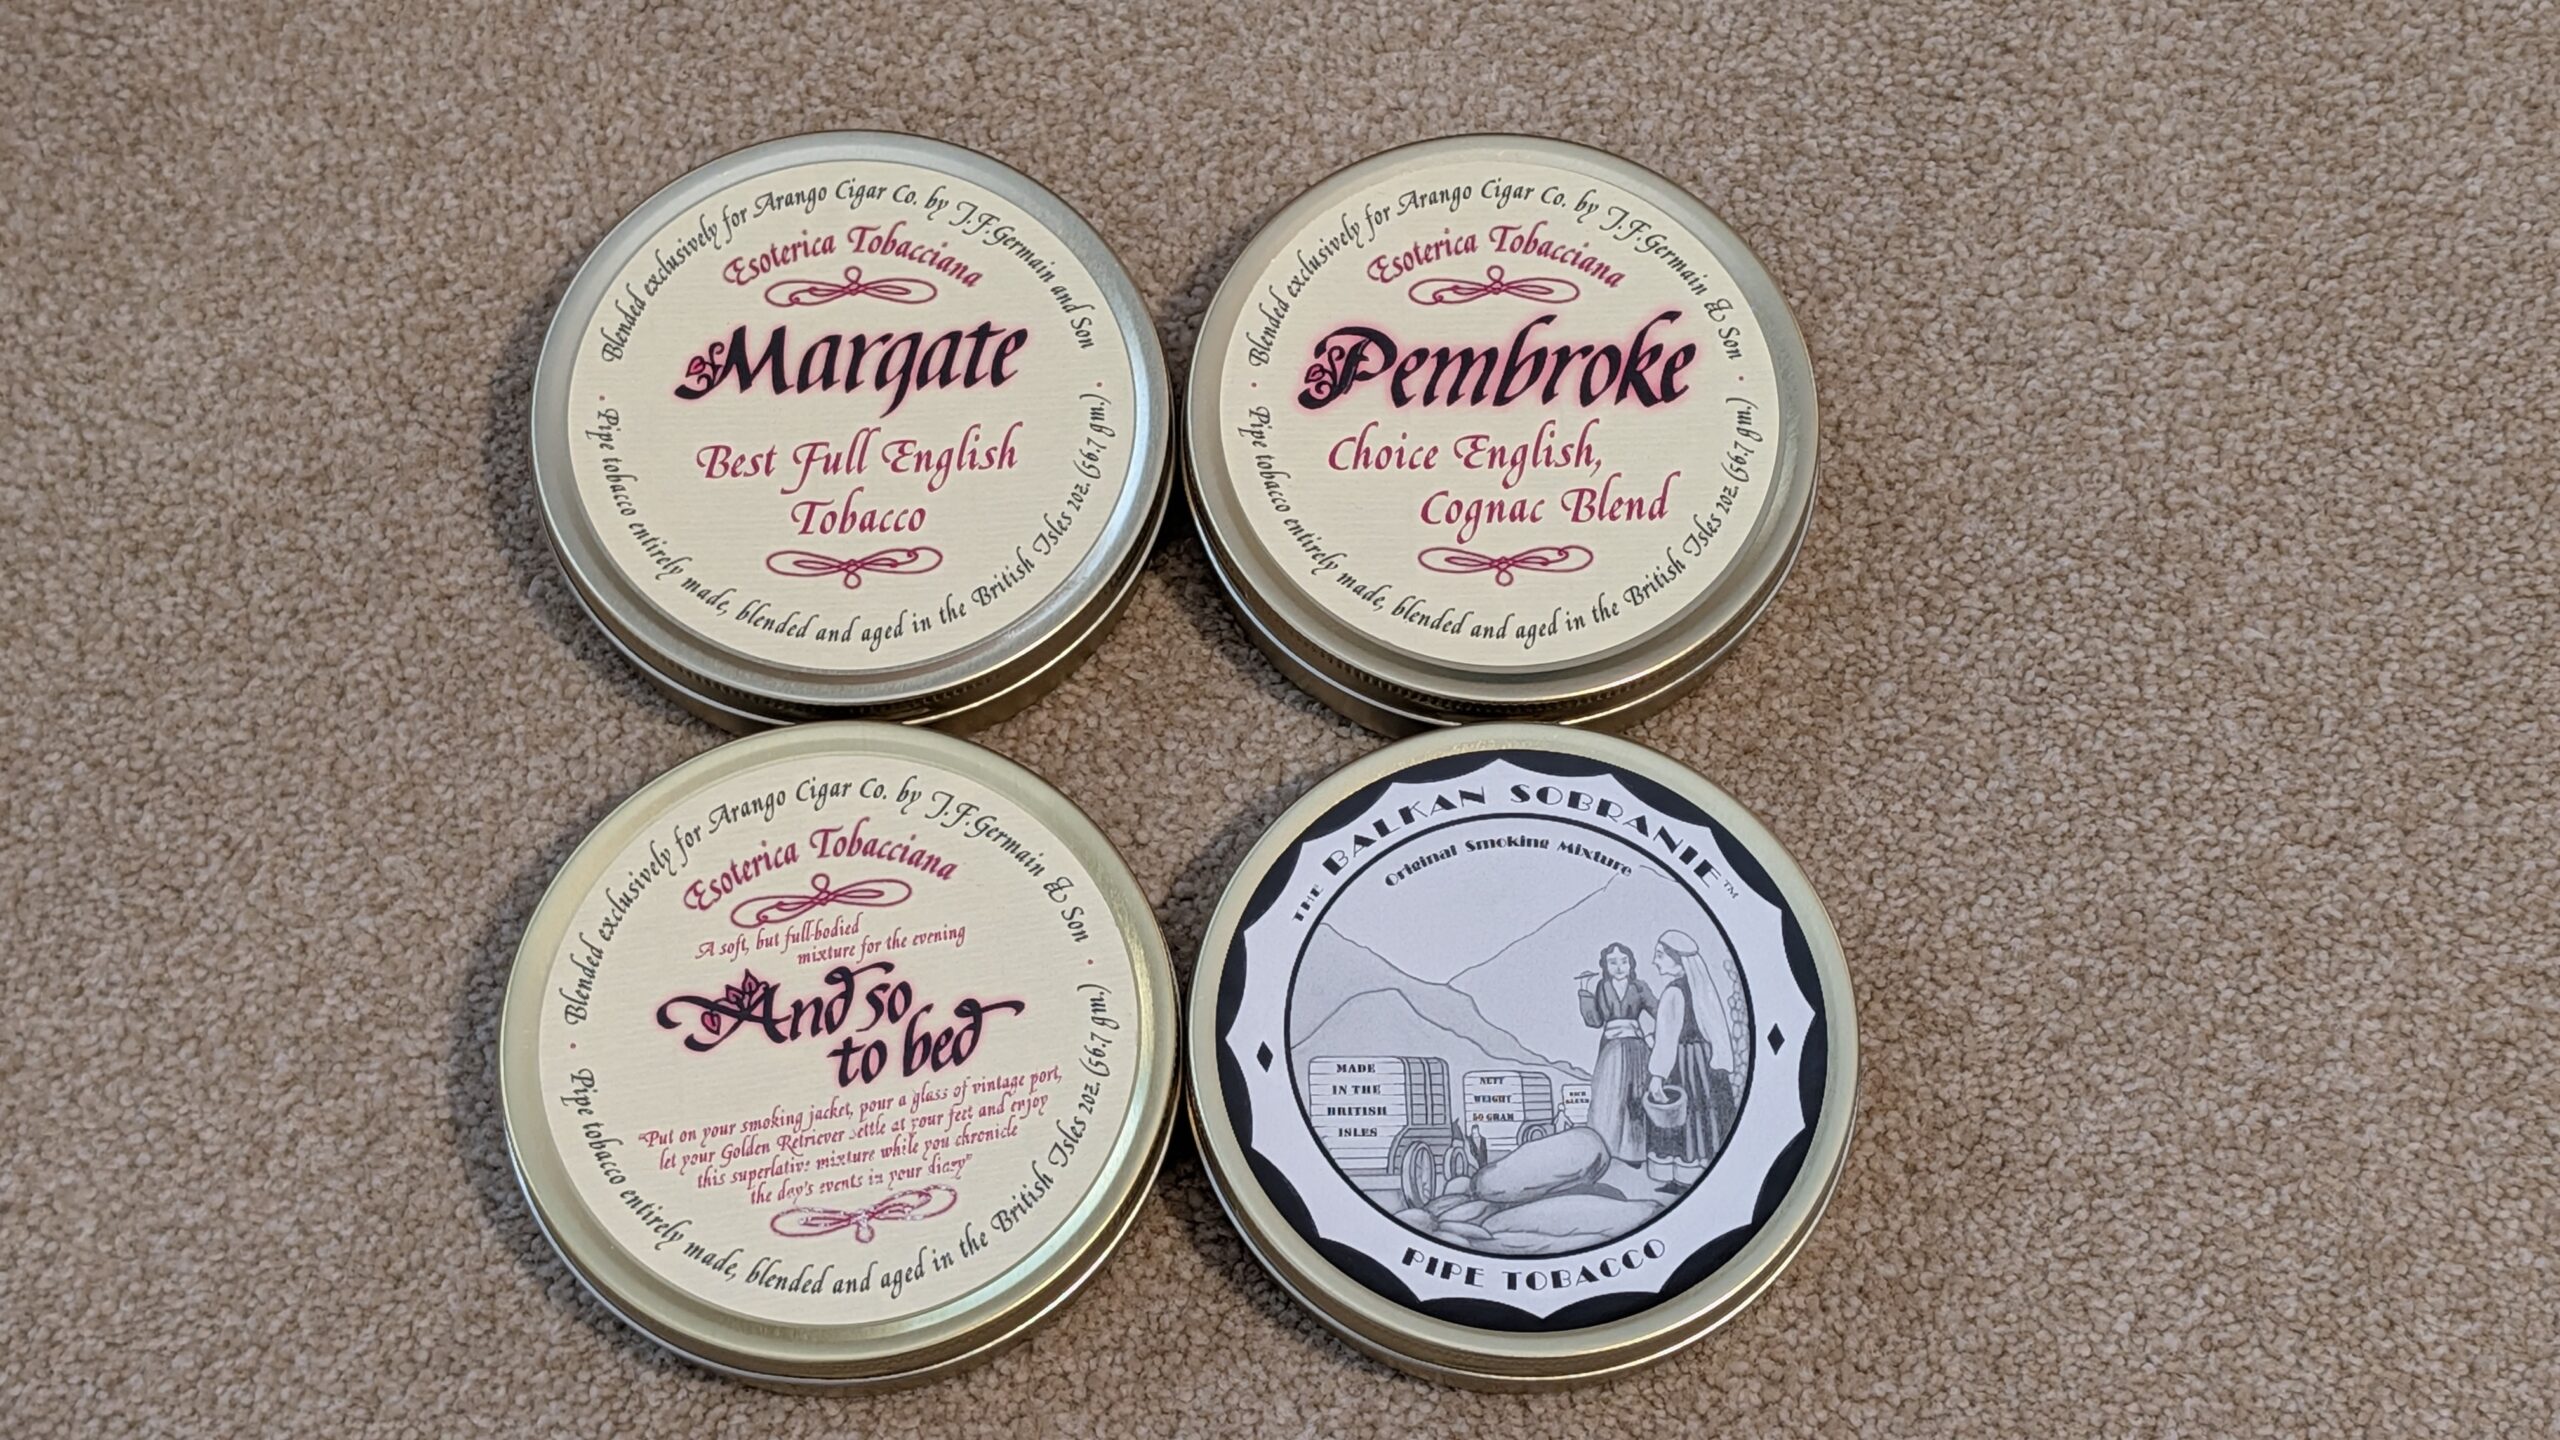 Blended exclusively for Arango Cigar Co. by J.F.Germain and Son
Esoterica Tobacciana
Margate
Best Full English
Tobacco
Pipe tobacco entirely made, blended and aged in the British Isles 2oz. (56.7 gm.)
Blended exclusively for Arango Cigar Co. by J.F.Germain & Son
Esoterica Tobacciana
Pembroke
Choice English,
Cognac Blend
Pipe tobacco entirely made, blended and aged in the British Isles 2oz. (56.7 gm.)
Blended exclusively for Arango Cigar Co. by J.F.Germain & Son
Esoterica Tobacciana
A soft, but full-bodied
mixture for the evening
And so
to bed
"Put on your smoking jacket, pour a glass of vintage port,
let your Golden Retriever settle at your feet and enjoy
this superlative mixture while you chronicle
the day's events in your diary"
Pipe tobacco entirely made, blended and aged in the British Isles 2oz. (56.7 gm.)
THE BALKAN SOBRANIE™
Original Smoking Mixture
MADE
IN THE
BRITISH
ISLES
NETT
WEIGHT
50 GRAM
RICH
BLEND
PIPE TOBACCO